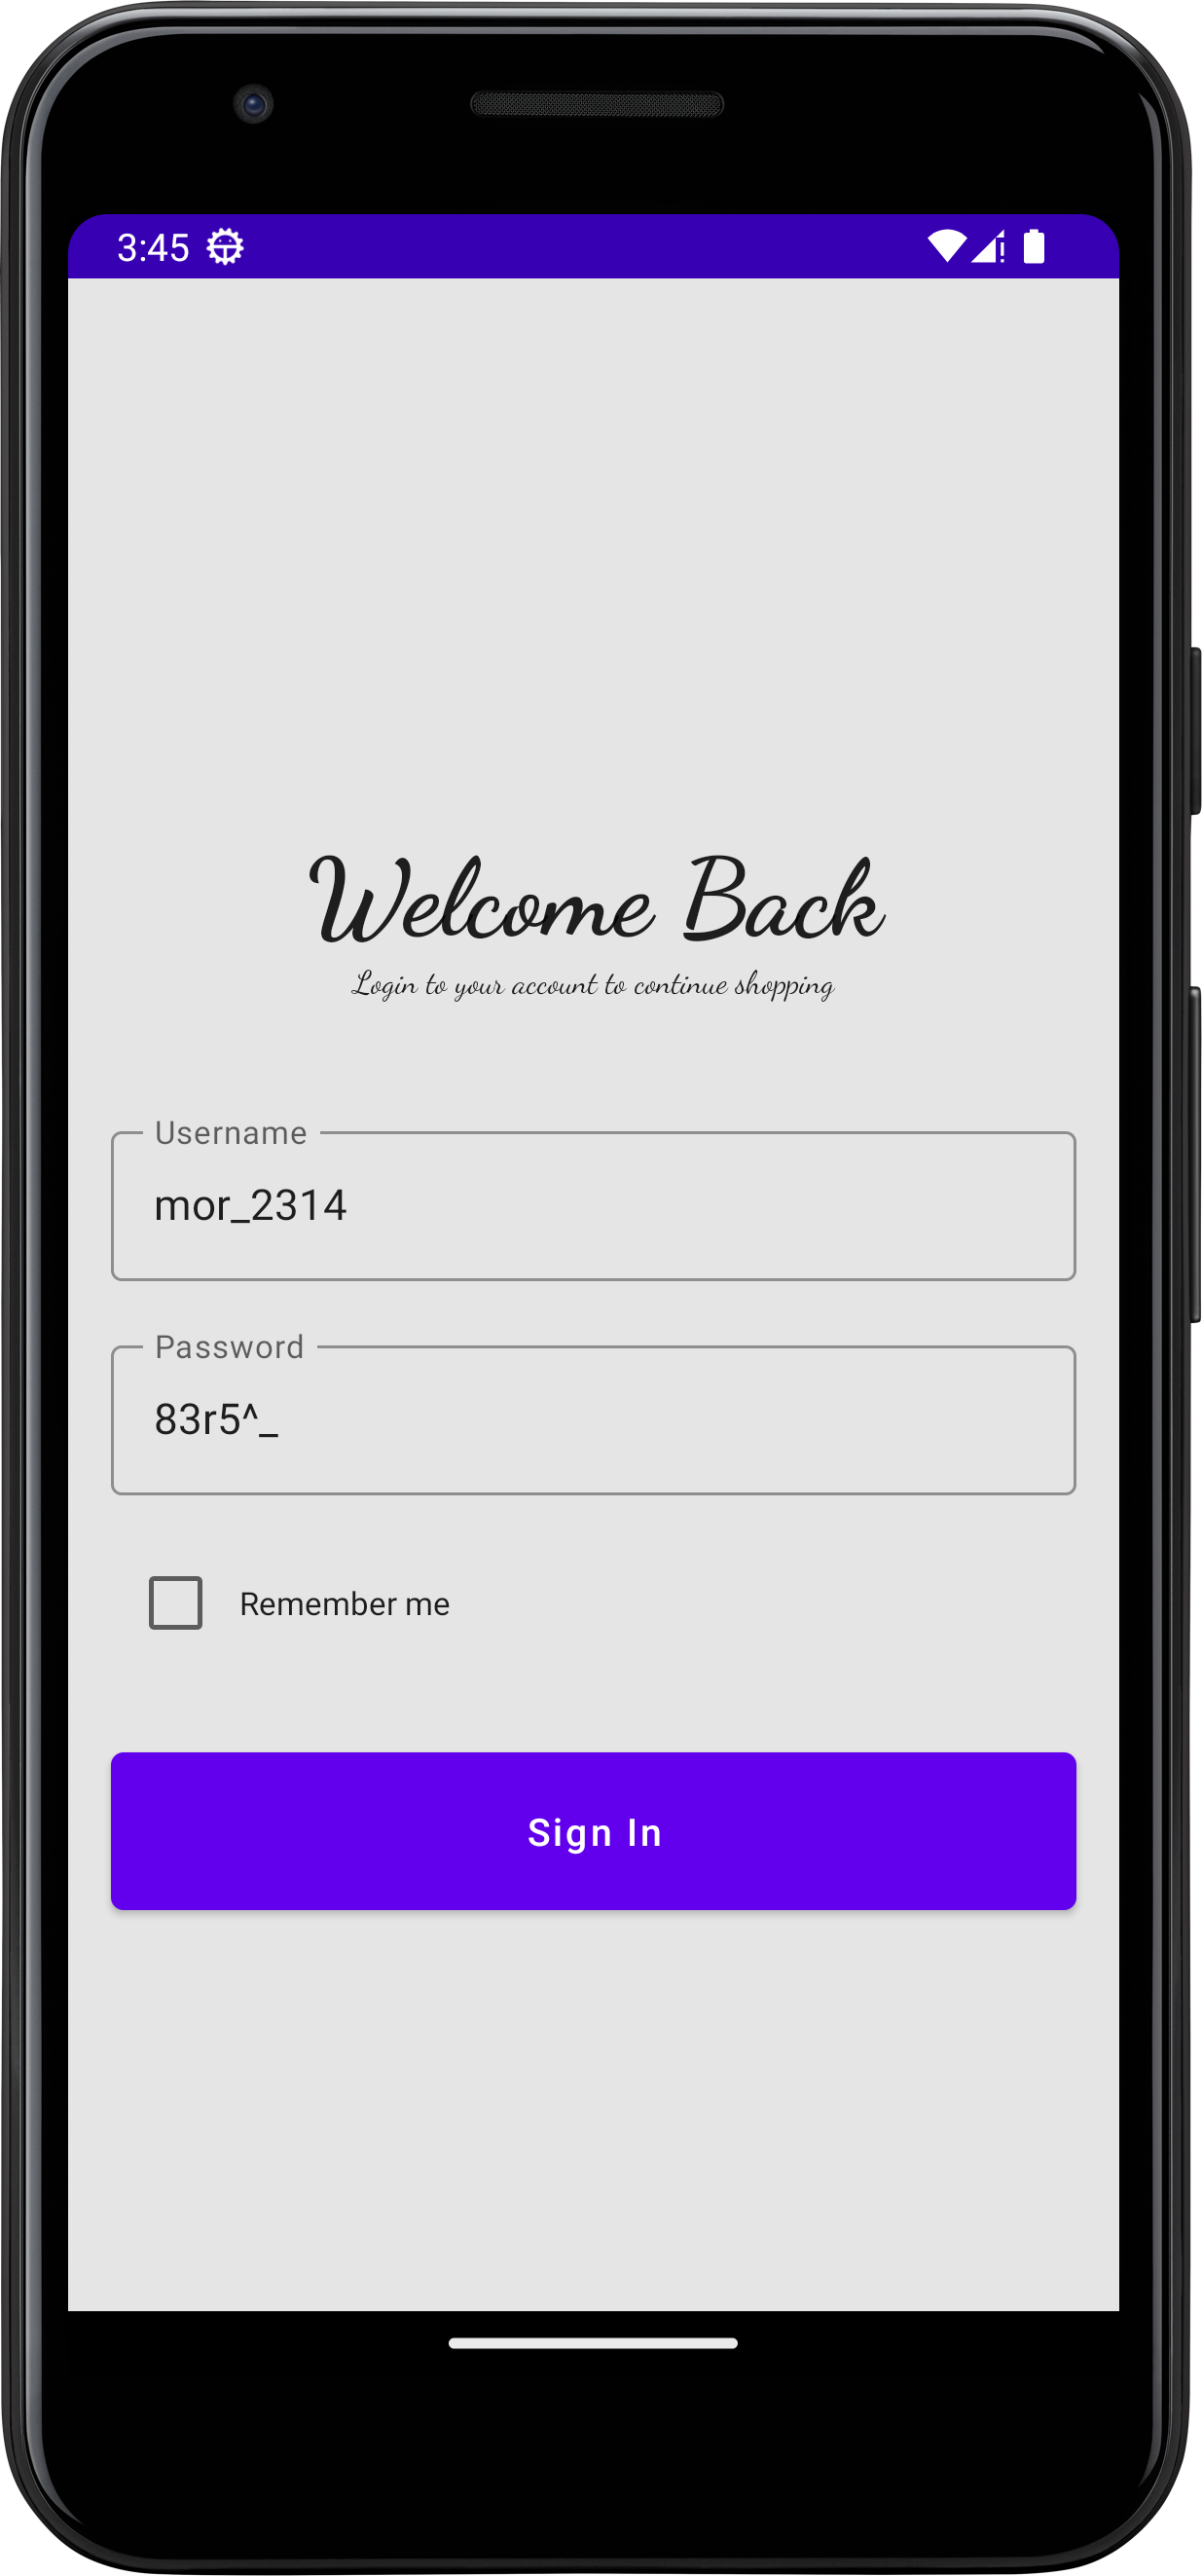 3:45
Welcome Back
Login to your account to continue shopping
Username
mor_2314
Password
83r5^_
Remember me
Sign In